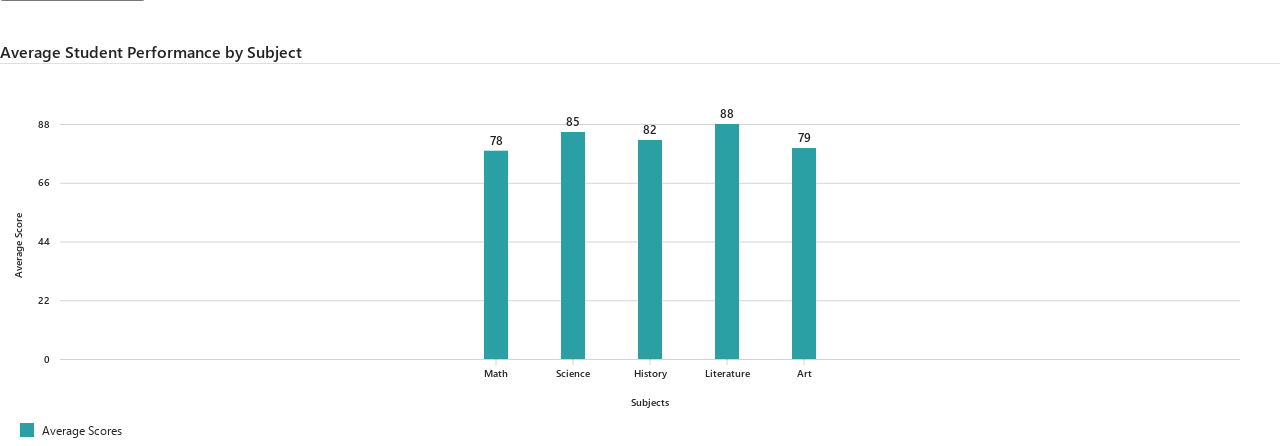 Average Student Performance by Subject
88
66
44
22
0
Average Score
78
85
82
88
79
Math
Science
History
Literature
Art
Subjects
Average Scores